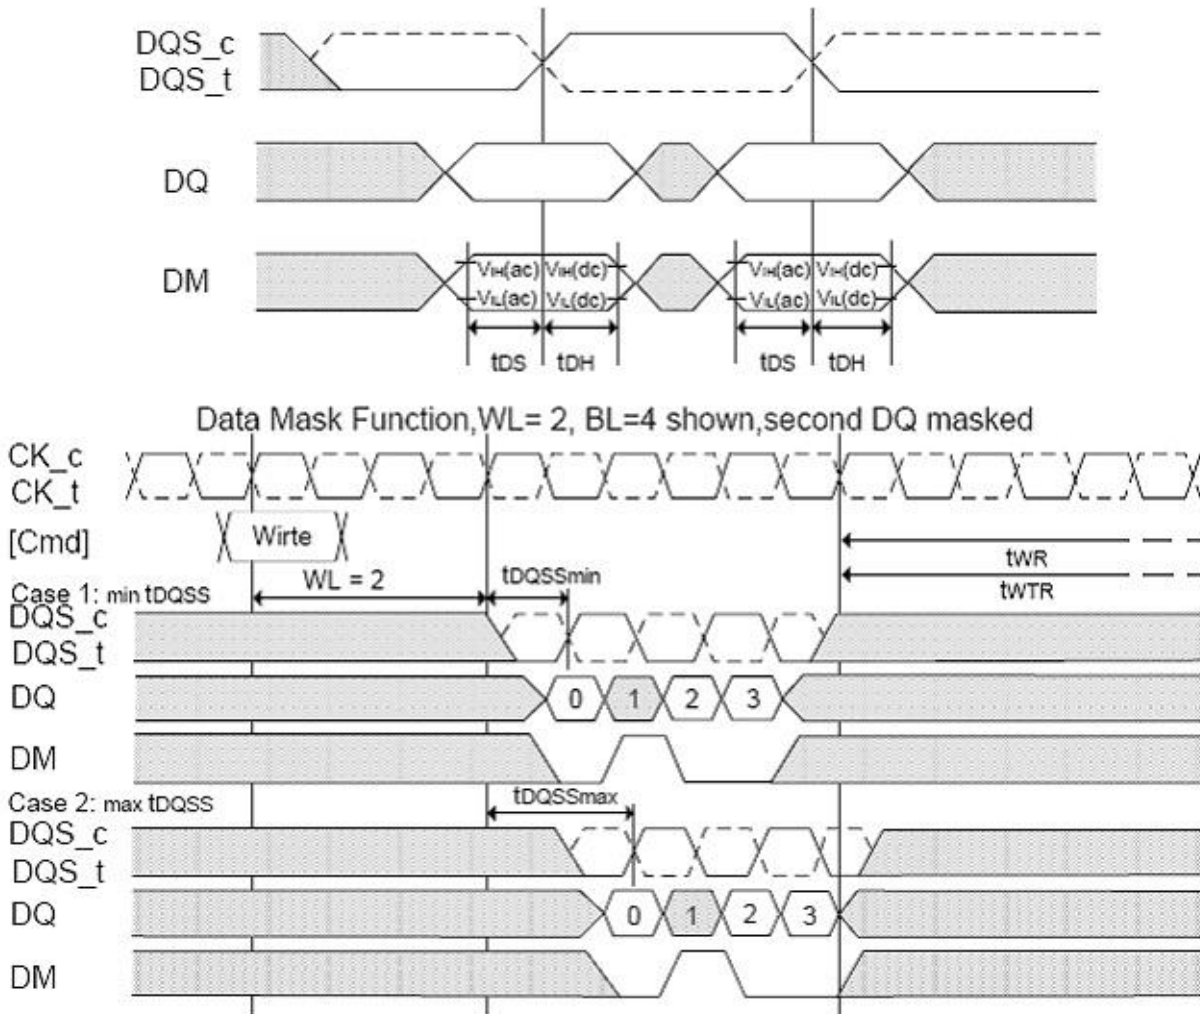 DQS_c
DQS_t
DQ
DM
VIH(ac) VIH(dc) VIH(ac) VIH(dc)
VIL(ac) VIL(dc) VIL(ac) VIL(dc)
tDS tDH tDS tDH
Data Mask Function,WL= 2, BL=4 shown,second DQ masked
CK_c
CK_t
[Cmd] Wirte
tWR
WL = 2 tDQSSmin tWTR
Case 1: min tDQSS
DQS_c
DQS_t
DQ 0 1 2 3
DM
Case 2: max tDQSS tDQSSmax
DQS_c
DQS_t
DQ 0 1 2 3
DM